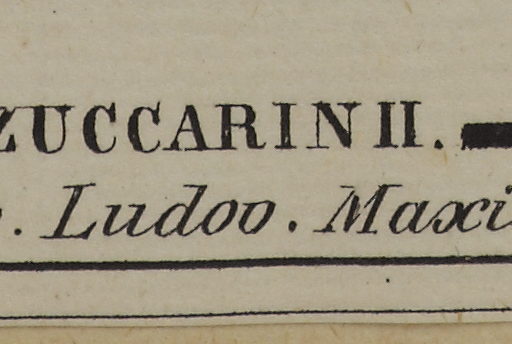 ZUCCARINII.
. Ludov. Maxi